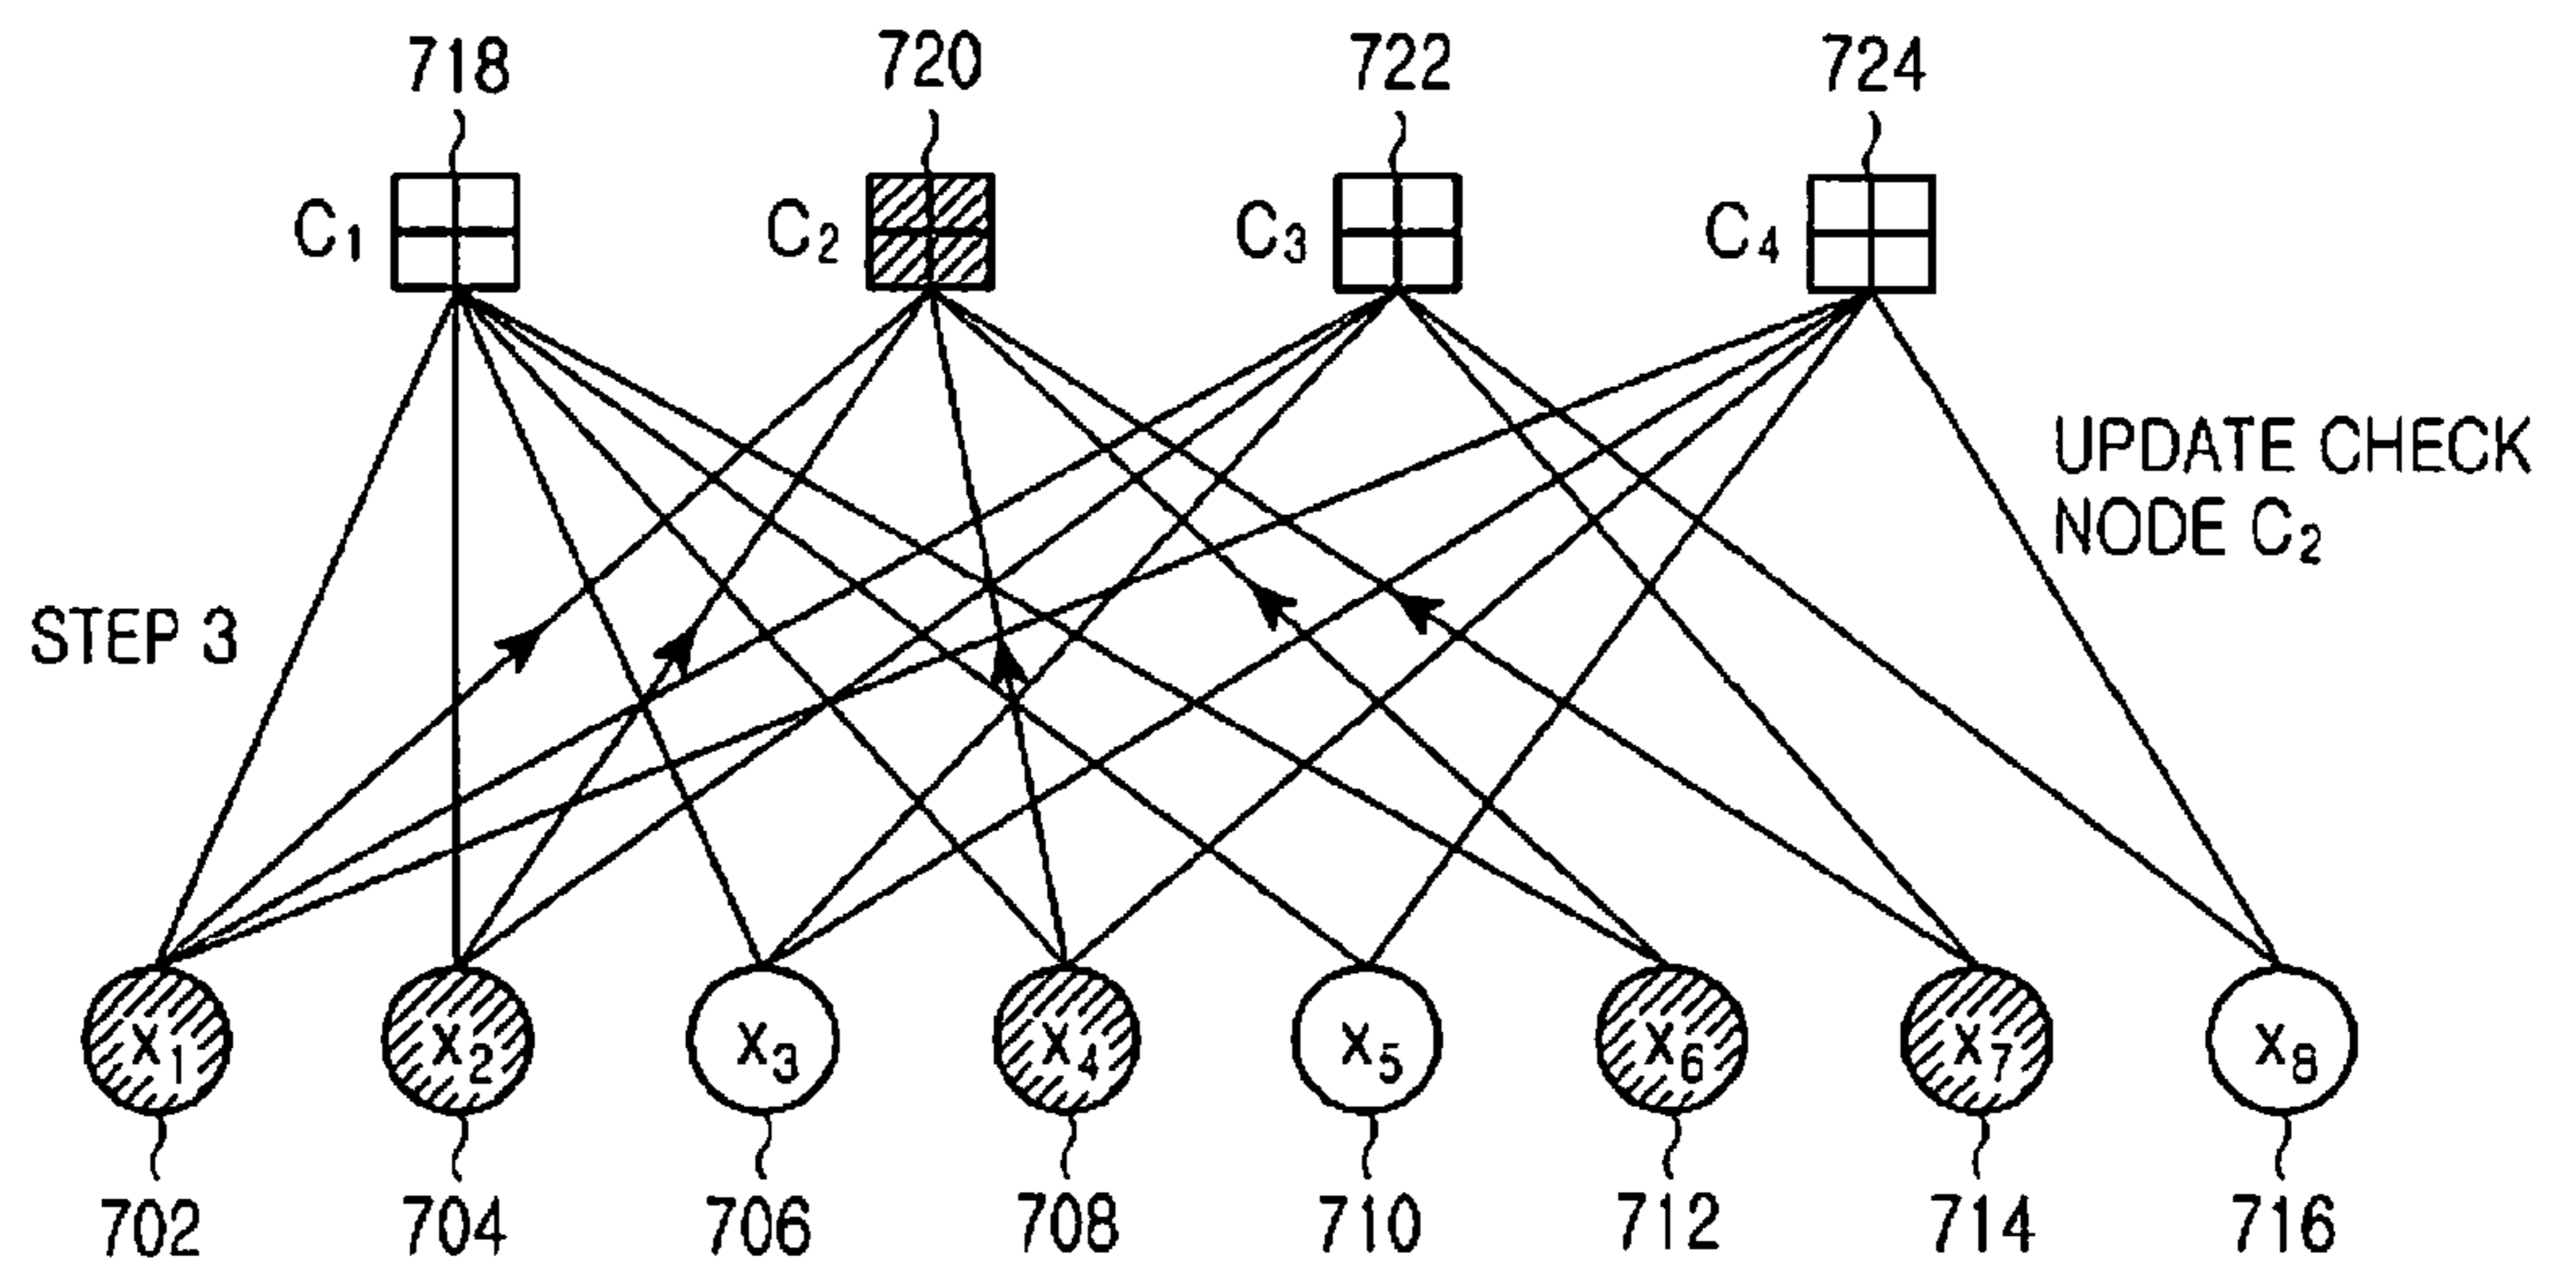 718 720 722 724
C1 C2 C3 C4
UPDATE CHECK
NODE C2
STEP 3
x1 x2 x3 x4 x5 x6 x7 x8
702 704 706 708 710 712 714 716